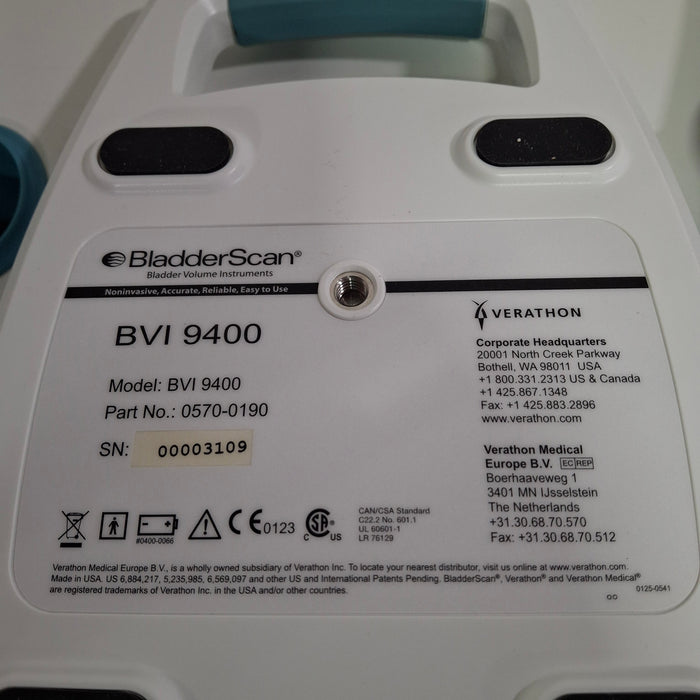 BladderScan®
Bladder Volume Instruments
Noninvasive, Accurate, Reliable, Easy to Use
BVI 9400
Model: BVI 9400
Part No.: 0570-0190
SN: 00003109
VERATHON
Corporate Headquarters
20001 North Creek Parkway
Bothell, WA 98011 USA
+1 800.331.2313 US & Canada
+1 425.867.1348
Fax: +1 425.883.2896
www.verathon.com
Verathon Medical
Europe B.V. EC REP
Boerhaaveweg 1
3401 MN IJsselstein
The Netherlands
+31.30.68.70.570
Fax: +31.30.68.70.512
#0400-0066
CE0123
C SA US
CAN/CSA Standard
C22.2 No. 601.1
UL 60601-1
LR 76129
Verathon Medical Europe B.V., is a wholly owned subsidiary of Verathon Inc. To locate your nearest distributor, visit us online at www.verathon.com.
Made in USA. US 6,884,217, 5,235,985, 6,569,097 and other US and International Patents Pending. BladderScan®, Verathon® and Verathon Medical®
are registered trademarks of Verathon Inc. in the USA and/or other countries.
0125-0541